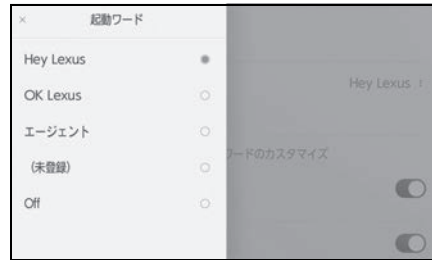 × 起動ワード
Hey Lexus
OK Lexus
エージェント
（未登録）
Off
Hey Lexus
ワードのカスタマイズ